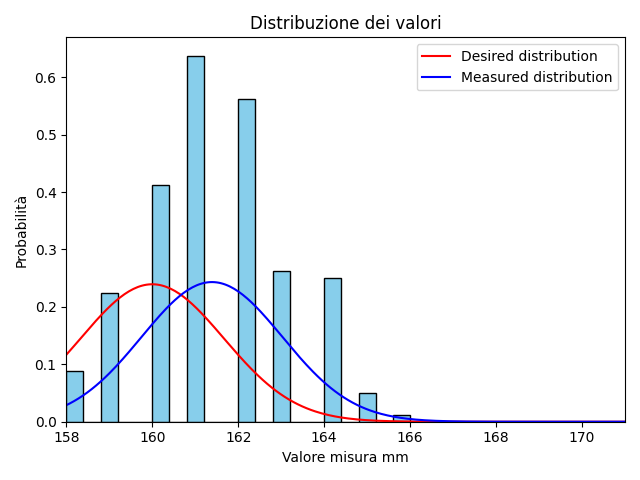 Distribuzione dei valori
Desired distribution
Measured distribution
Probabilità
0.6
0.5
0.4
0.3
0.2
0.1
0.0
158 160 162 164 166 168 170
Valore misura mm